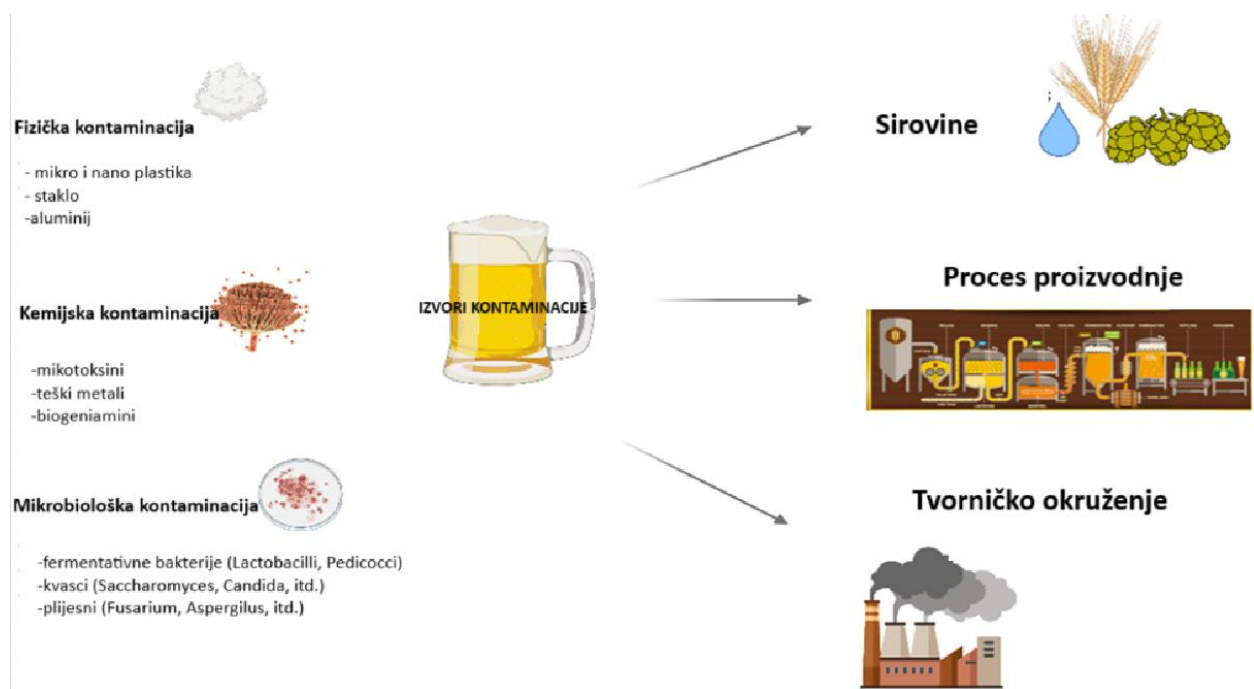 Fizička kontaminacija
- mikro i nano plastika
- staklo
-aluminij
Kemijska kontaminacija
-mikotoksini
-teški metali
-biogeniamini
Mikrobiološka kontaminacija
-fermentativne bakterije (Lactobacilli, Pedicocci)
-kvasci (Saccharomyces, Candida, itd.)
-plijesni (Fusarium, Aspergilus, itd.)
IZVORI KONTAMINACIJE
Sirovine
Proces proizvodnje
Tvorničko okruženje